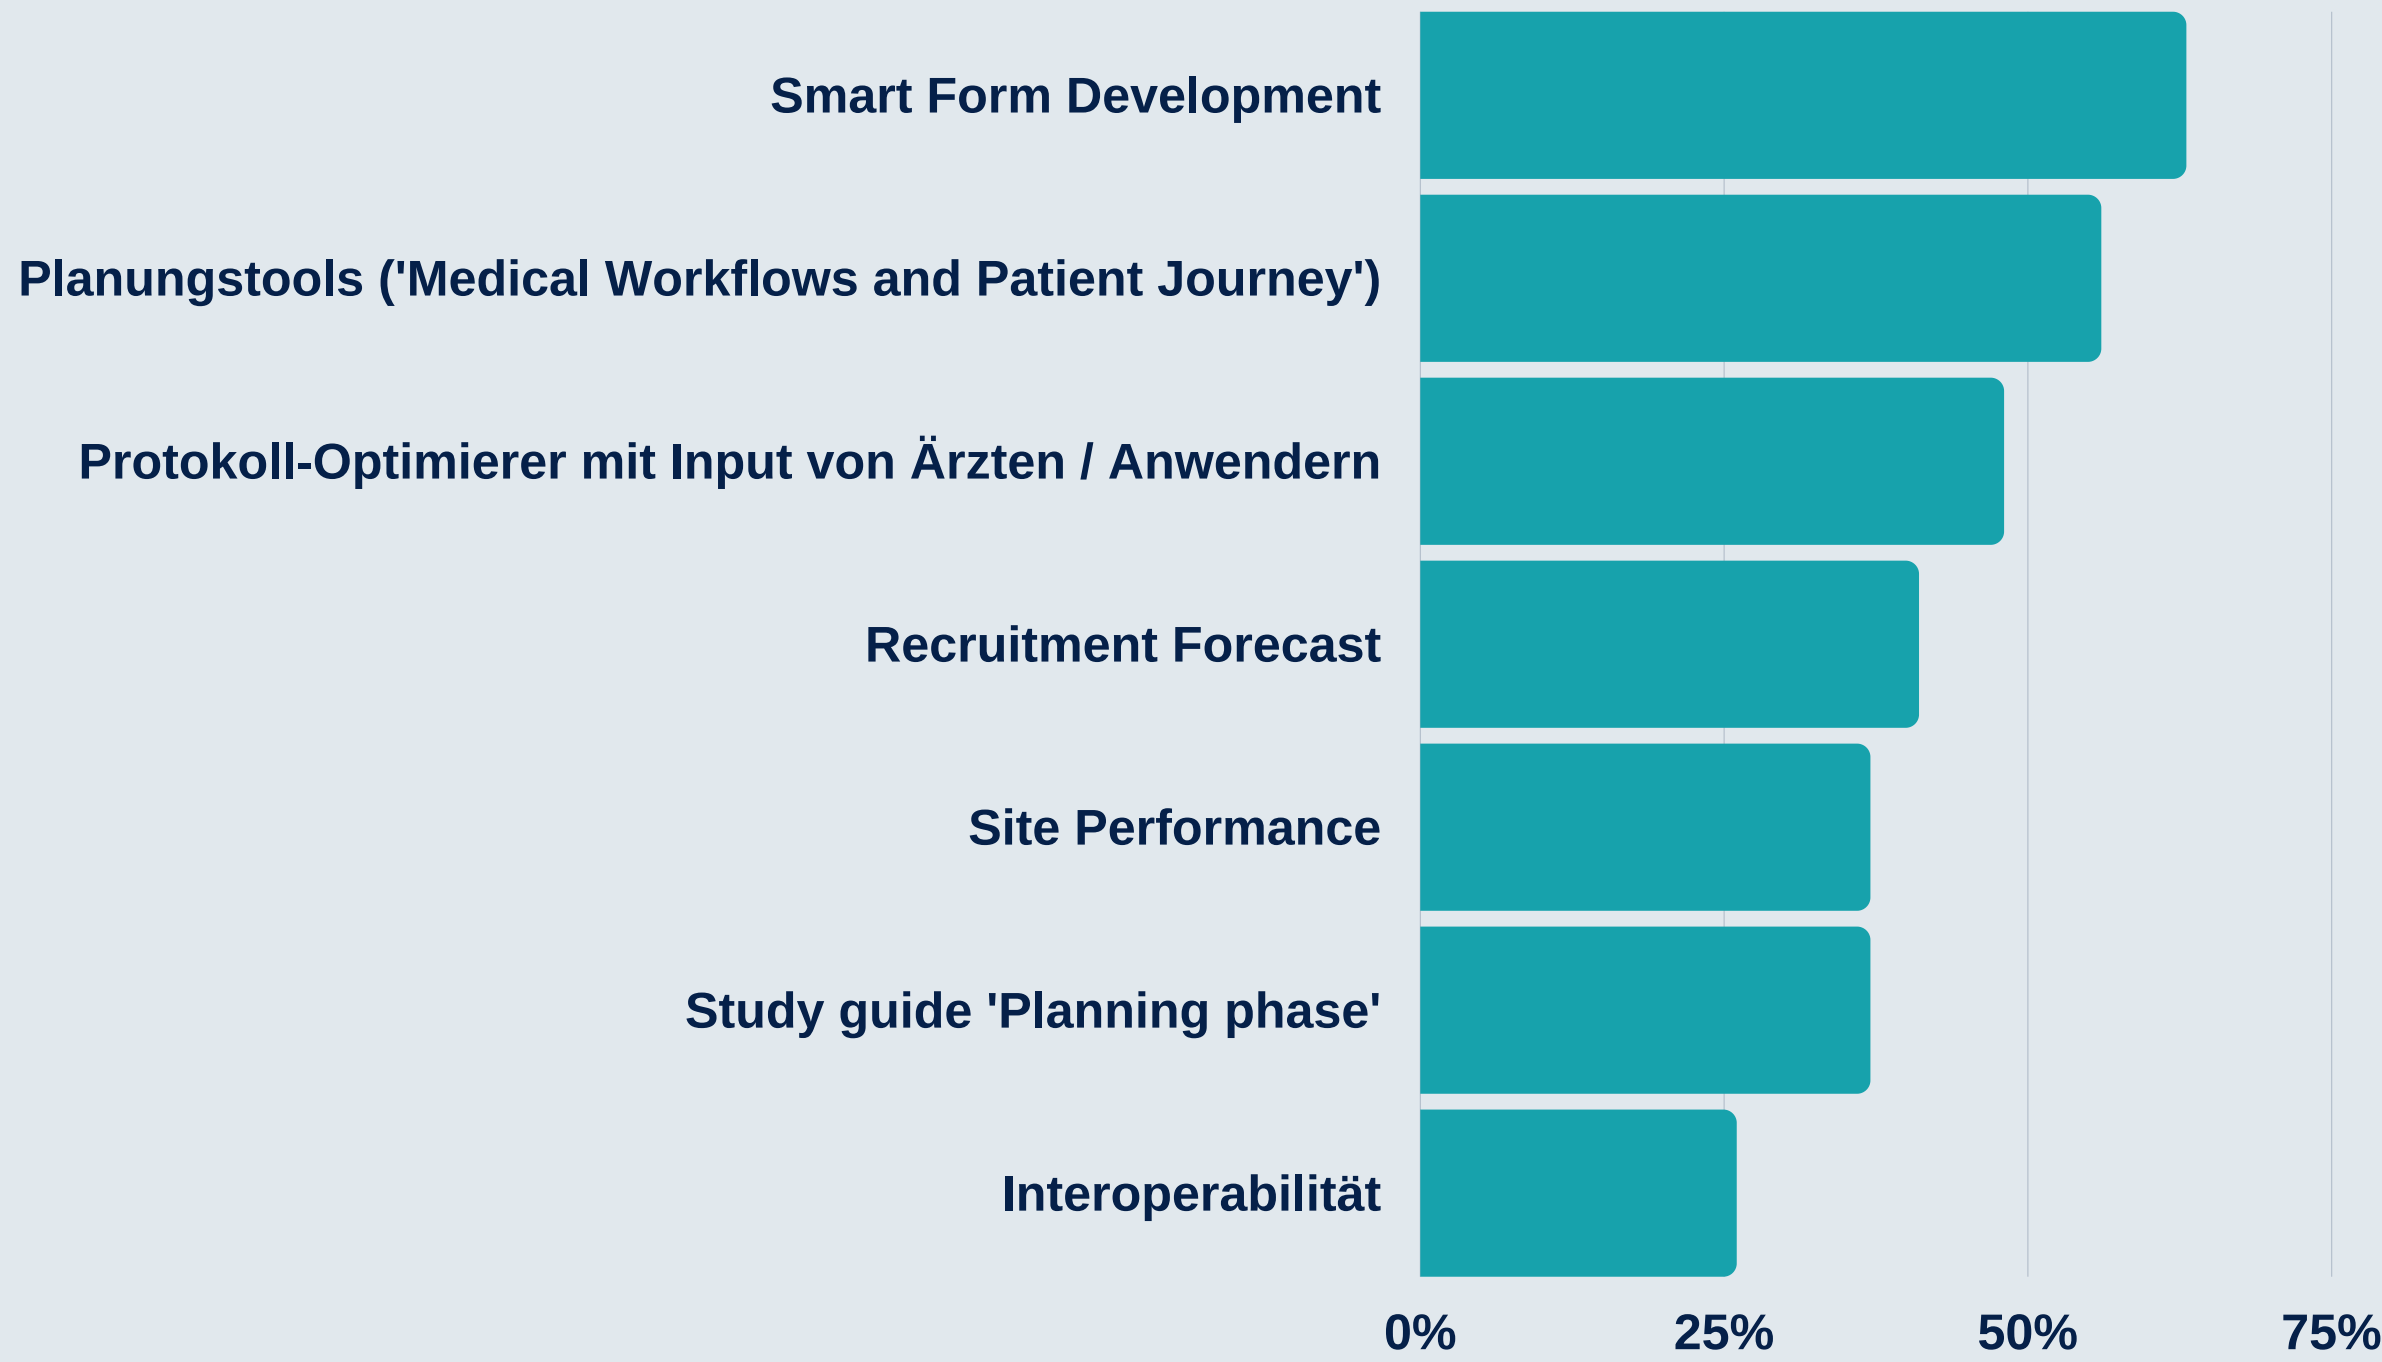 Smart Form Development
Planungstools ('Medical Workflows and Patient Journey')
Protokoll-Optimierer mit Input von Ärzten / Anwendern
Recruitment Forecast
Site Performance
Study guide 'Planning phase'
Interoperabilität
0% 25% 50% 75%